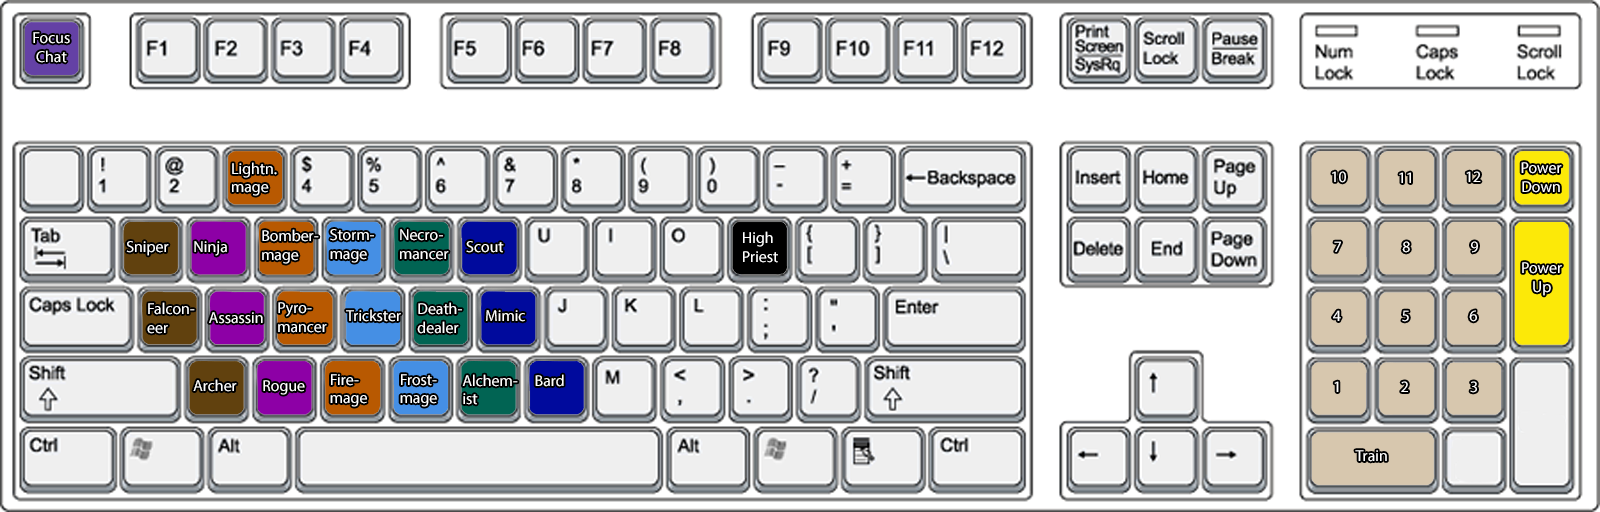 Focus
Chat
F1 F2 F3 F4 F5 F6 F7 F8 F9 F10 F11 F12
Print
Screen
SysRq
Scroll
Lock
Pause
Break
Num
Lock
Caps
Lock
Scroll
Lock
!
1
@
2
Lightn.
mage
$
4
%
5
^
6
&
7
*
8
(
9
)
0
–
-
+
=
←Backspace
Insert
Home
Page
Up
10
11
12
Power
Down
Tab
Sniper
Ninja
Bomber-
mage
Storm-
mage
Necro-
mancer
Scout
U
I
O
High
Priest
{
[
}
]
|
\
Delete
End
Page
Down
7
8
9
Power
Up
Caps Lock
Falcon-
eer
Assassin
Pyro-
mancer
Trickster
Death-
dealer
Mimic
J
K
L
:
;
"
'
Enter
4
5
6
Shift
Archer
Rogue
Fire-
mage
Frost-
mage
Alchem-
ist
Bard
M
<
,
>
.
?
/
Shift
↑
1
2
3
Ctrl
Alt
Alt
Ctrl
←
↓
→
Train